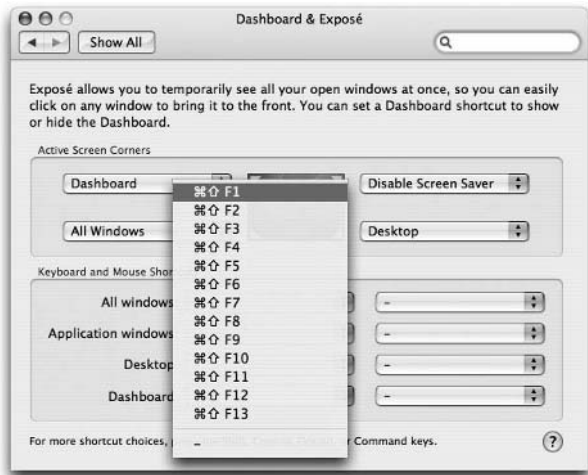 Dashboard & Exposé
Show All
Exposé allows you to temporarily see all your open windows at once, so you can easily
click on any window to bring it to the front. You can set a Dashboard shortcut to show
or hide the Dashboard.
Active Screen Corners
Dashboard
Disable Screen Saver
All Windows
Desktop
⌘⇧ F1
⌘⇧ F2
⌘⇧ F3
⌘⇧ F4
⌘⇧ F5
⌘⇧ F6
⌘⇧ F7
⌘⇧ F8
⌘⇧ F9
⌘⇧ F10
⌘⇧ F11
⌘⇧ F12
⌘⇧ F13
–
Keyboard and Mouse
All windows –
Application windows –
Desktop –
Dashboard –
For more shortcut choices, or Command keys. ?